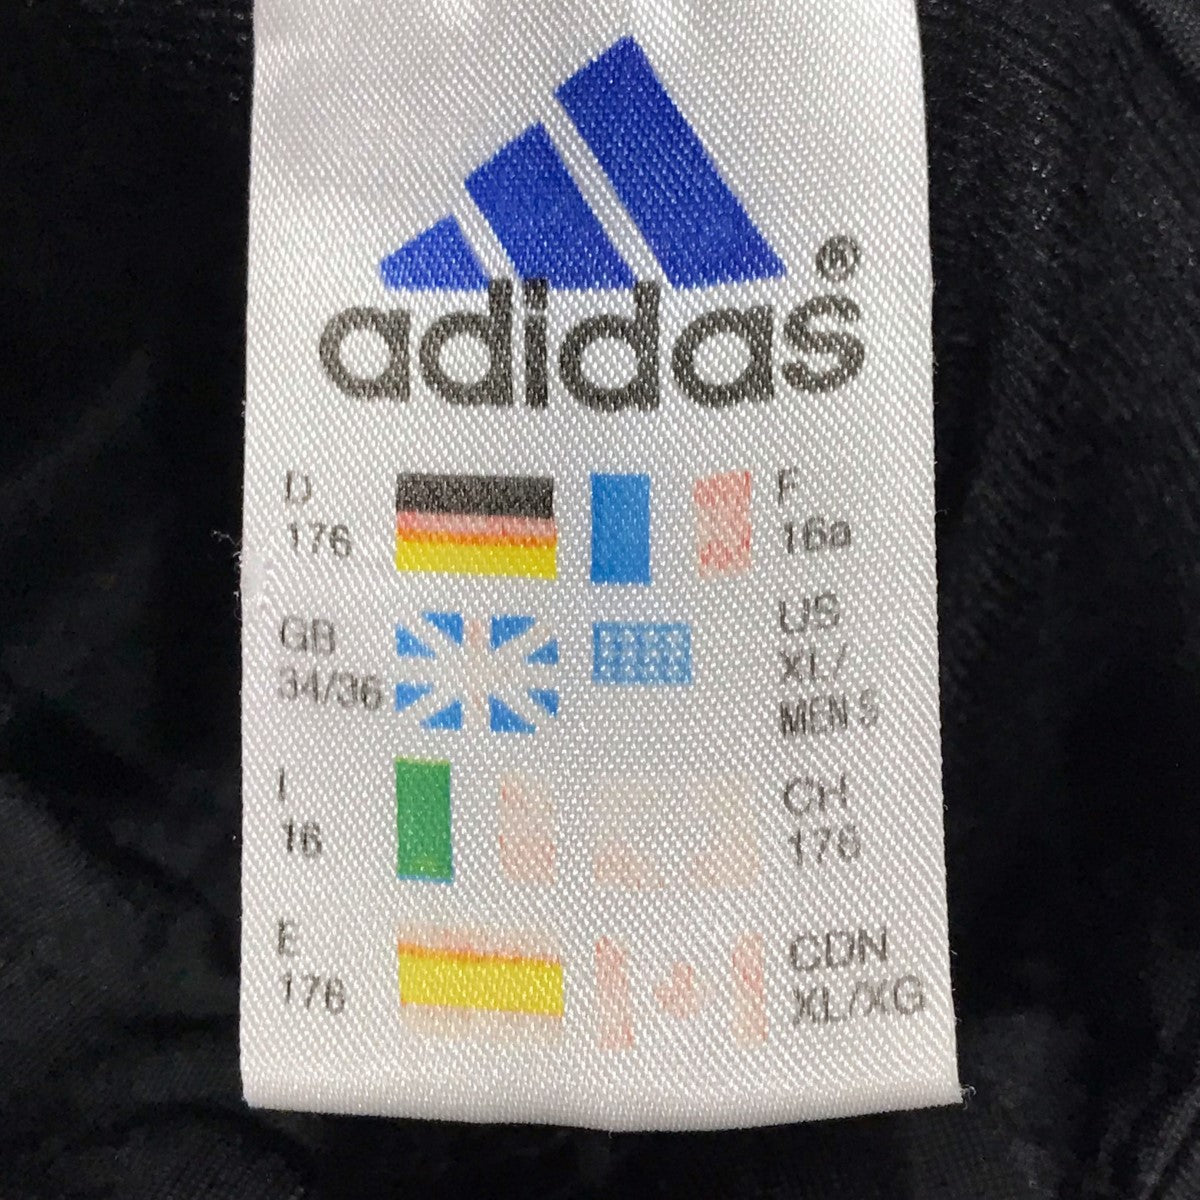 ®
adidas
D
176
F
16a
GB
34/36
US
XL/
MEN S
I
16
CH
176
E
176
CDN
XL/XG